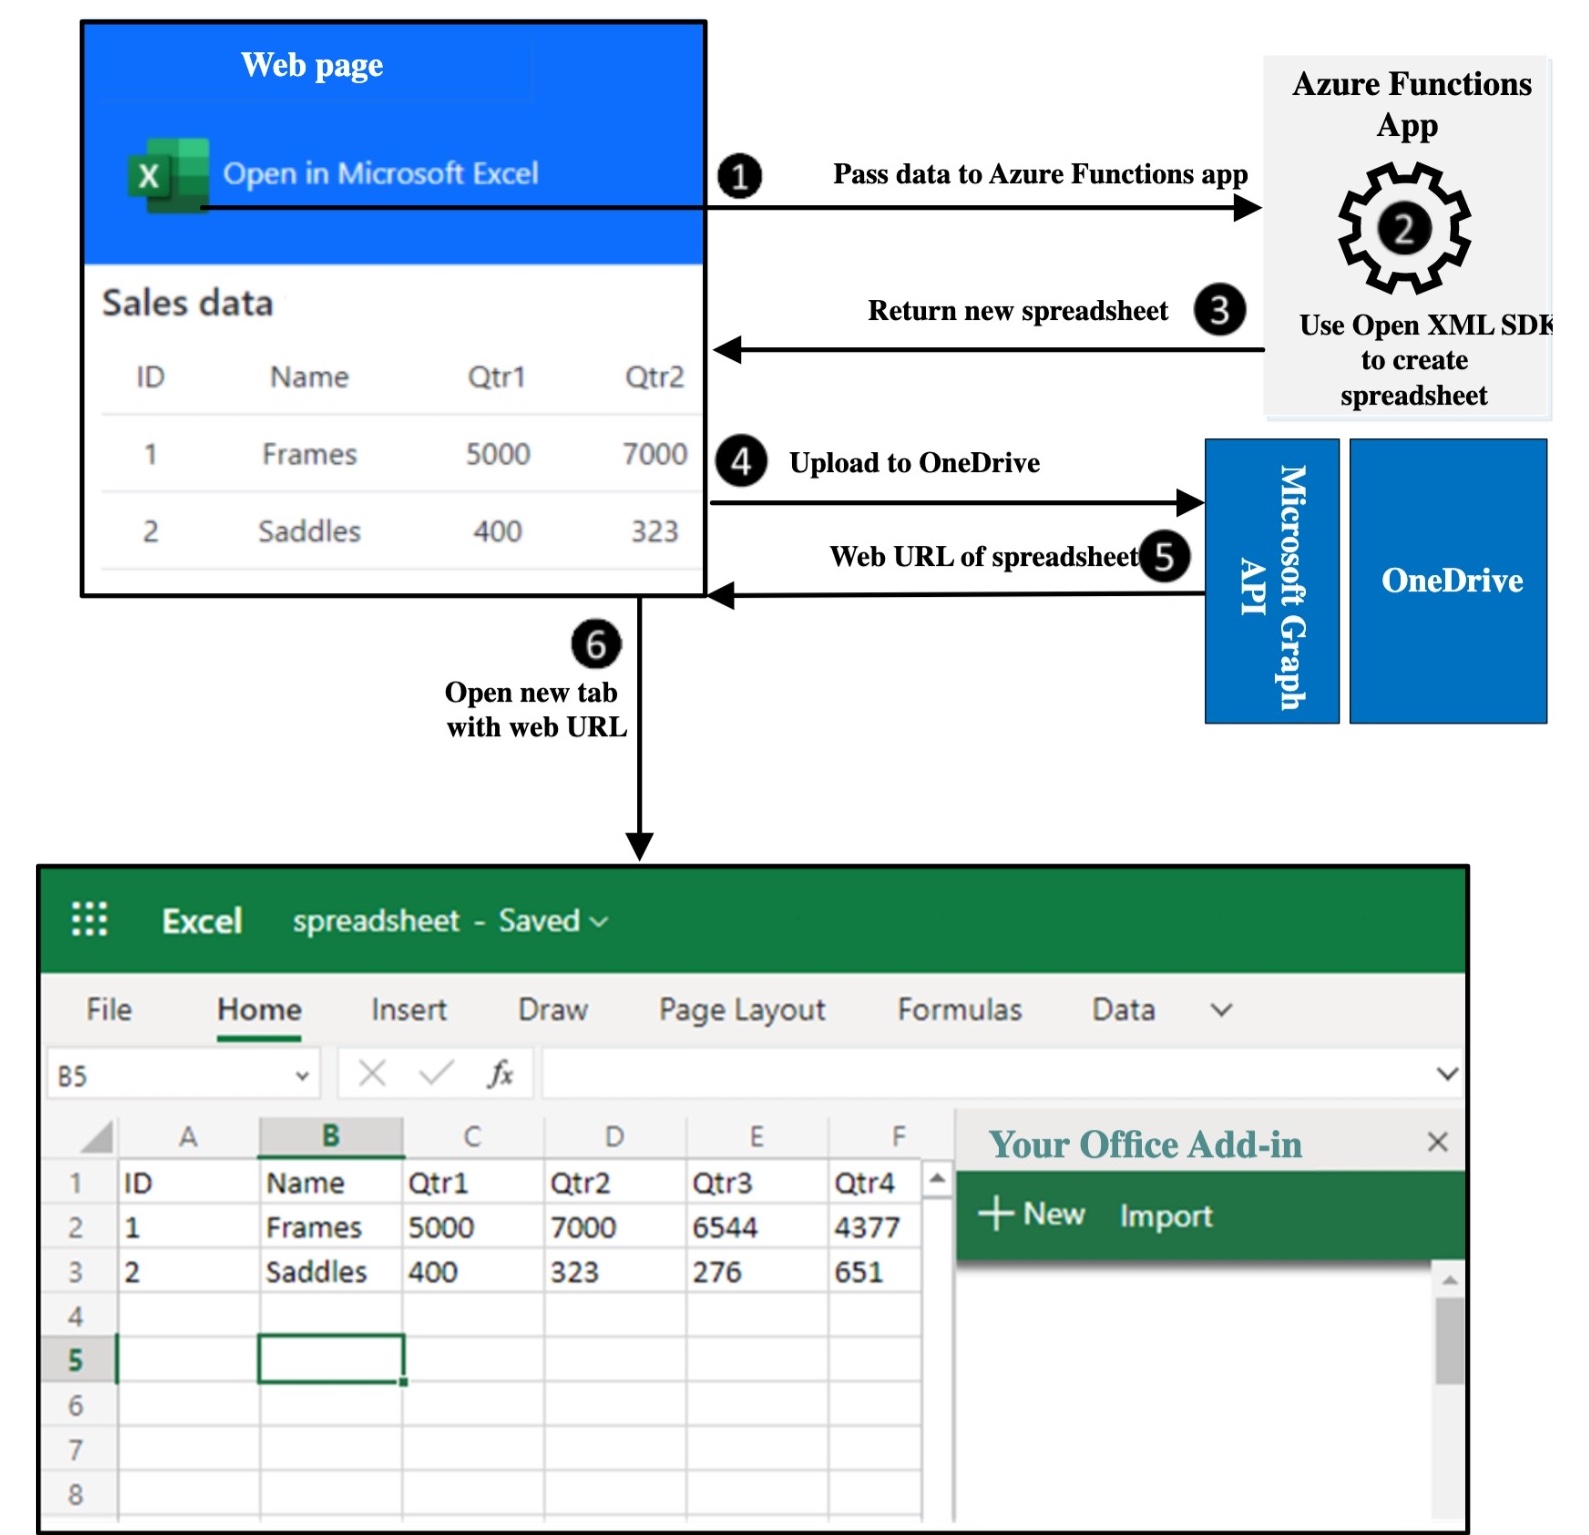 Web page
X Open in Microsoft Excel
Sales data
ID Name Qtr1 Qtr2
1 Frames 5000 7000
2 Saddles 400 323
1 Pass data to Azure Functions app
Azure Functions
App
2
Use Open XML SDK
to create
spreadsheet
Return new spreadsheet 3
4 Upload to OneDrive
Web URL of spreadsheet 5
Microsoft Graph
API
OneDrive
6
Open new tab
with web URL
Excel spreadsheet - Saved
File Home Insert Draw Page Layout Formulas Data
B5 fx
A B C D E F
1 ID Name Qtr1 Qtr2 Qtr3 Qtr4
2 1 Frames 5000 7000 6544 4377
3 2 Saddles 400 323 276 651
4
5
6
7
8
Your Office Add-in
New Import